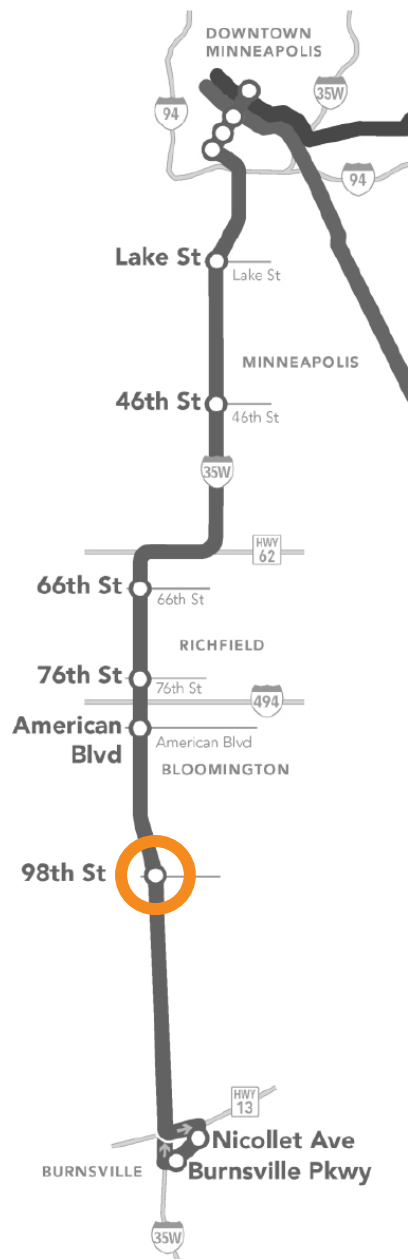 DOWNTOWN
MINNEAPOLIS
35W
94
94
Lake St
Lake St
MINNEAPOLIS
46th St
46th St
35W
HWY
62
66th St
66th St
RICHFIELD
76th St
76th St
494
American
Blvd
American Blvd
BLOOMINGTON
98th St
HWY
13
Nicollet Ave
BURNSVILLE
Burnsville Pkwy
35W